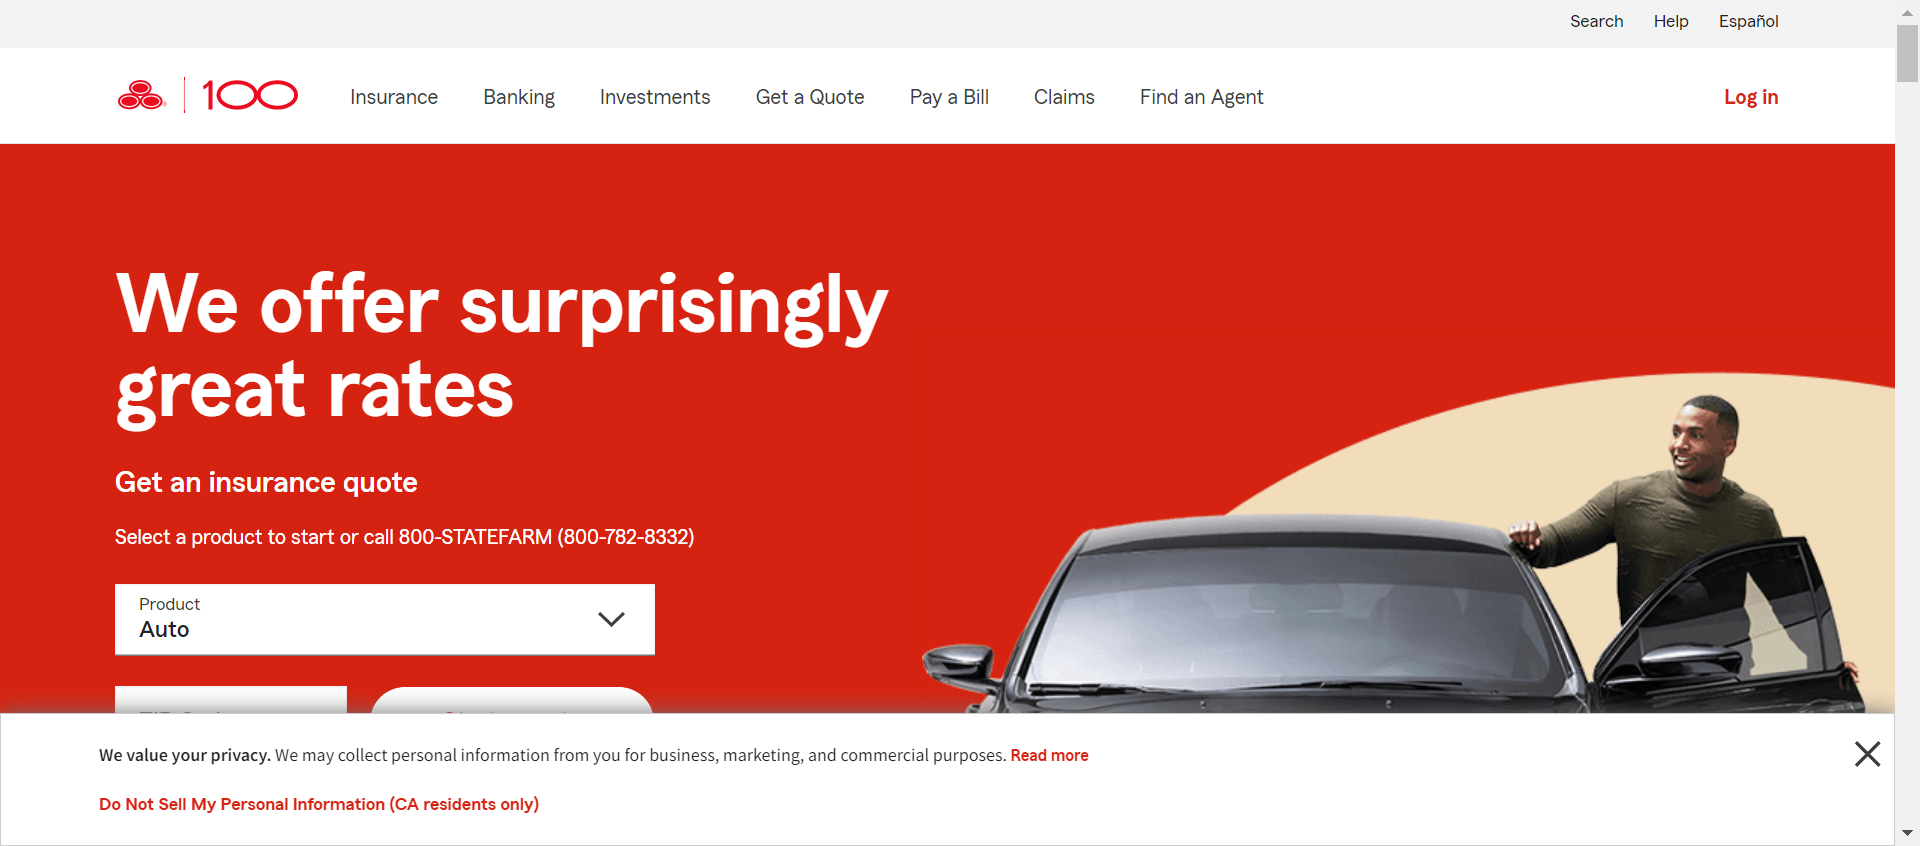 Search Help Español
100 Insurance Banking Investments Get a Quote Pay a Bill Claims Find an Agent Log in
We offer surprisingly
great rates
Get an insurance quote
Select a product to start or call 800-STATEFARM (800-782-8332)
Product
Auto
We value your privacy. We may collect personal information from you for business, marketing, and commercial purposes. Read more
Do Not Sell My Personal Information (CA residents only)